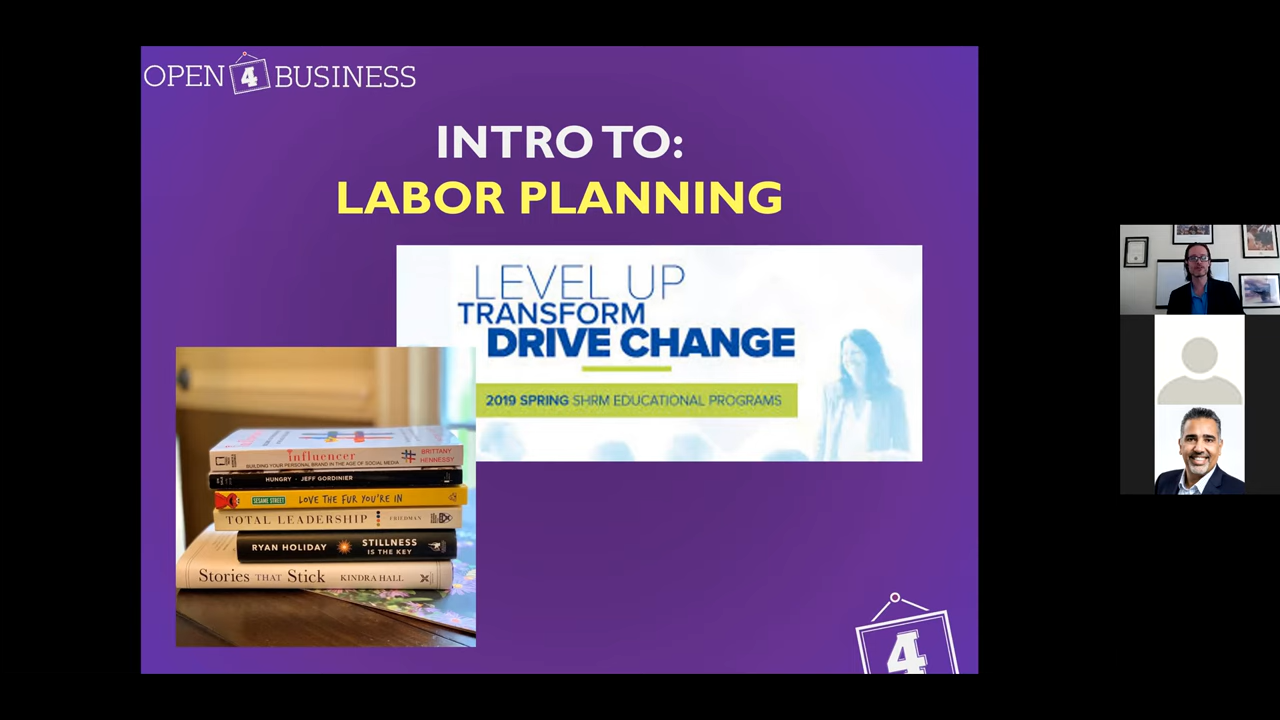 OPEN 4 BUSINESS
INTRO TO:
LABOR PLANNING
LEVEL UP
TRANSFORM
DRIVE CHANGE
2019 SPRING SHRM EDUCATIONAL PROGRAMS
influencer
BUILDING YOUR PERSONAL BRAND IN THE AGE OF SOCIAL MEDIA
BRITTANY
HENNESSY
HUNGRY • JEFF GORDINIER
SESAME STREET LOVE THE FUR YOU'RE IN
TOTAL LEADERSHIP FRIEDMAN
RYAN HOLIDAY STILLNESS
IS THE KEY
Stories THAT Stick KINDRA HALL
4